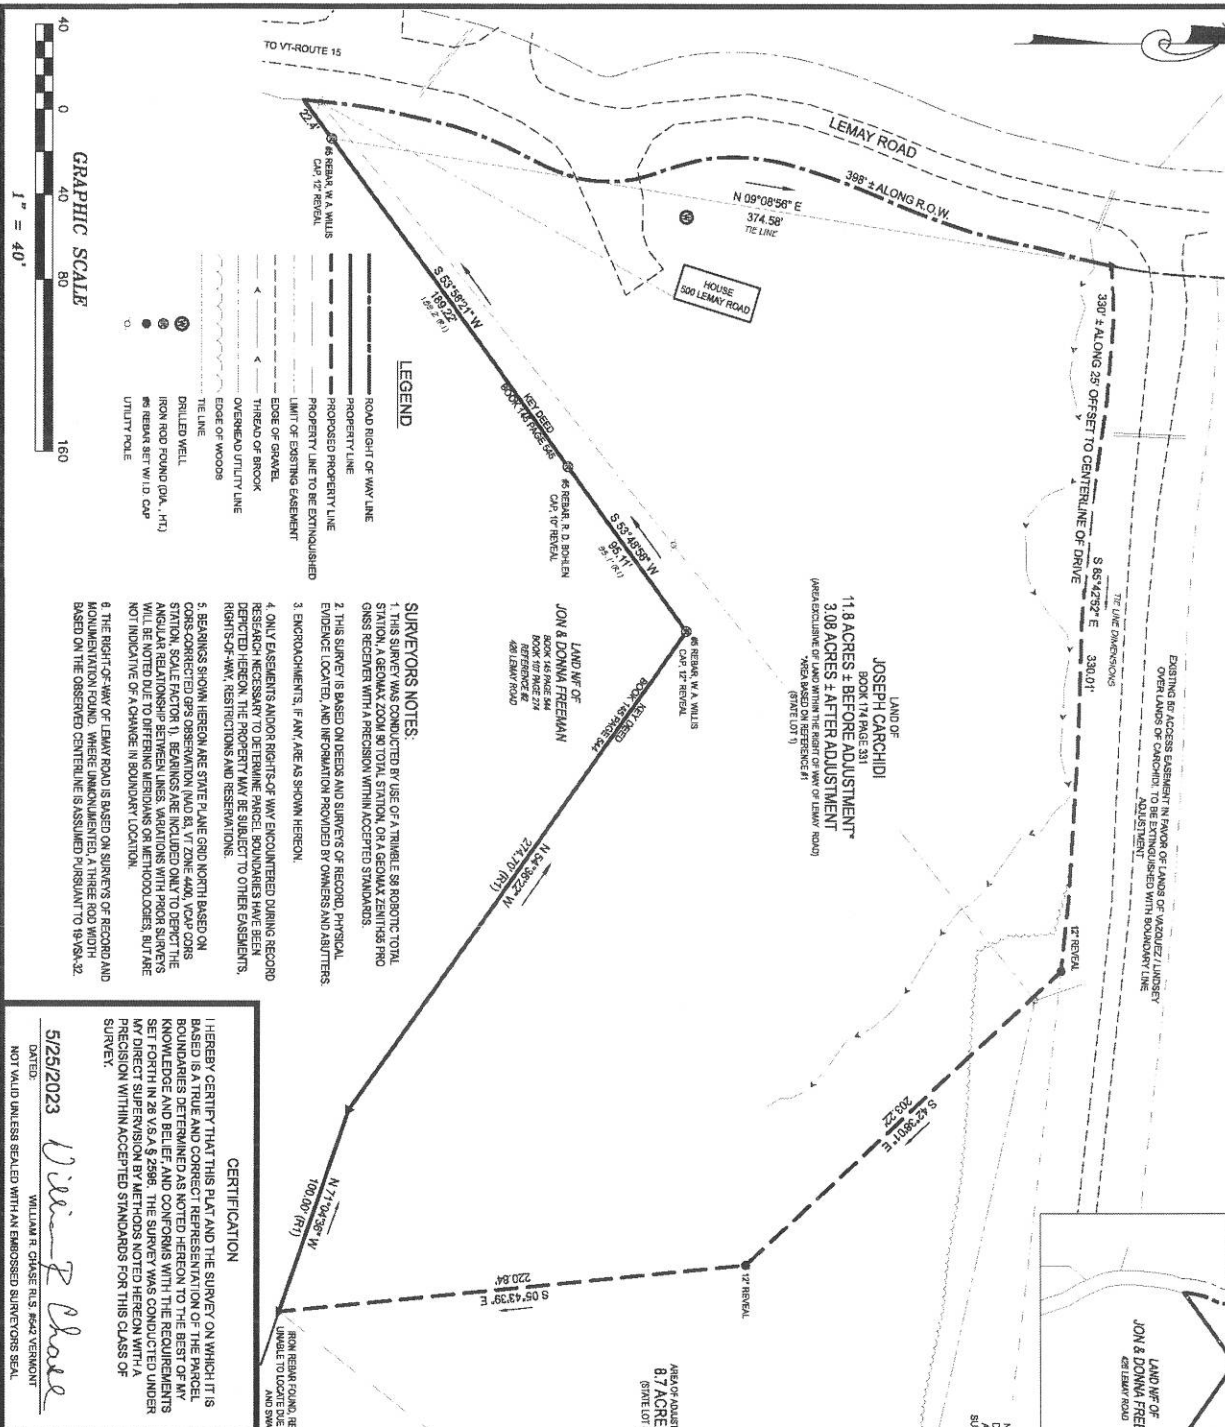 TO VT-ROUTE 15
LEMAY ROAD
398' ± ALONG R.O.W.
N 09°08'56" E
374.58'
TIE LINE
HOUSE
500 LEMAY ROAD
330' ± ALONG 25' OFFSET TO CENTERLINE OF DRIVE
S 85°42'52" E 330.01'
TIE LINE DIMENSIONS
EXISTING 50' ACCESS EASEMENT IN FAVOR OF LANDS OF VAZQUEZ / LINDSEY
OVER LANDS OF CARCHIDI, TO BE EXTINGUISHED WITH BOUNDARY LINE
ADJUSTMENT
LAND OF
JOSEPH CARCHIDI
BOOK 174 PAGE 331
11.8 ACRES ± BEFORE ADJUSTMENT*
3.08 ACRES ± AFTER ADJUSTMENT
(AREA EXCLUSIVE OF LAND WITHIN THE RIGHT OF WAY OF LEMAY ROAD)
*AREA BASED ON REFERENCE #1
(STATE LOT 1)
22.4'
#5 REBAR, W. A. WILLIS
CAP, 12" REVEAL
S 53°58'21" W
189.22'
KEY DEED
BOOK 145 PAGE 546
#5 REBAR, R. D. BOHLEN
CAP, 10" REVEAL
S 53°48'58" W
95.11'
95.1' (R1)
#5 REBAR, W. A. WILLIS
CAP, 12" REVEAL
KEY DEED
BOOK 145 PAGE 544
N 54°36'22" W
274.70' (R1)
N 71°04'36" W
100.00' (R1)
12" REVEAL
S 42°38'01" E
203.22'
12" REVEAL
S 05°43'39" E
220.84'
LAND N/F OF
JON & DONNA FREEMAN
BOOK 145 PAGE 544
BOOK 107 PAGE 274
REFERENCE #2
426 LEMAY ROAD
AREA OF ADJUST
8.7 ACRE
(STATE LOT
IRON REBAR FOUND, RE
UNABLE TO LOCATE DUE
AND SWA
LAND N/F OF
JON & DONNA FREE
426 LEMAY ROAD
LEGEND
ROAD RIGHT OF WAY LINE
PROPERTY LINE
PROPOSED PROPERTY LINE
PROPERTY LINE TO BE EXTINGUISHED
LIMIT OF EXISTING EASEMENT
EDGE OF GRAVEL
THREAD OF BROOK
OVERHEAD UTILITY LINE
EDGE OF WOODS
TIE LINE
DRILLED WELL
IRON ROD FOUND (DIA., HT.)
#5 REBAR SET W/ I.D. CAP
UTILITY POLE
GRAPHIC SCALE
40 0 40 80 160
1" = 40'
SURVEYORS NOTES:
1. THIS SURVEY WAS CONDUCTED BY USE OF A TRIMBLE S8 ROBOTIC TOTAL
STATION, A GEOMAX ZOOM 90 TOTAL STATION, OR A GEOMAX ZENITH35 PRO
GNSS RECEIVER WITH A PRECISION WITHIN ACCEPTED STANDARDS.
2. THIS SURVEY IS BASED ON DEEDS AND SURVEYS OF RECORD, PHYSICAL
EVIDENCE LOCATED, AND INFORMATION PROVIDED BY OWNERS AND ABUTTERS.
3. ENCROACHMENTS, IF ANY, ARE AS SHOWN HEREON.
4. ONLY EASEMENTS AND/OR RIGHTS-OF WAY ENCOUNTERED DURING RECORD
RESEARCH NECESSARY TO DETERMINE PARCEL BOUNDARIES HAVE BEEN
DEPICTED HEREON. THE PROPERTY MAY BE SUBJECT TO OTHER EASEMENTS,
RIGHTS-OF-WAY, RESTRICTIONS AND RESERVATIONS.
5. BEARINGS SHOWN HEREON ARE STATE PLANE GRID NORTH BASED ON
CORS-CORRECTED GPS OBSERVATION (NAD 83, VT ZONE 4400, VCAP CORS
STATION, SCALE FACTOR 1). BEARINGS ARE INCLUDED ONLY TO DEPICT THE
ANGULAR RELATIONSHIP BETWEEN LINES. VARIATIONS WITH PRIOR SURVEYS
WILL BE NOTED DUE TO DIFFERING MERIDIANS OR METHODOLOGIES, BUT ARE
NOT INDICATIVE OF A CHANGE IN BOUNDARY LOCATION.
6. THE RIGHT-OF-WAY OF LEMAY ROAD IS BASED ON SURVEYS OF RECORD AND
MONUMENTATION FOUND. WHERE UNMONUMENTED, A THREE ROD WIDTH
BASED ON THE OBSERVED CENTERLINE IS ASSUMED PURSUANT TO 19-VSA-32.
CERTIFICATION
I HEREBY CERTIFY THAT THIS PLAT AND THE SURVEY ON WHICH IT IS
BASED IS A TRUE AND CORRECT REPRESENTATION OF THE PARCEL
BOUNDARIES DETERMINED AS NOTED HEREON TO THE BEST OF MY
KNOWLEDGE AND BELIEF, AND CONFORMS WITH THE REQUIREMENTS
SET FORTH IN 26 V.S.A § 2596. THE SURVEY WAS CONDUCTED UNDER
MY DIRECT SUPERVISION BY METHODS NOTED HEREON WITH A
PRECISION WITHIN ACCEPTED STANDARDS FOR THIS CLASS OF
SURVEY.
5/25/2023 William R Chase
DATED: WILLIAM R. CHASE RLS. #642 VERMONT
NOT VALID UNLESS SEALED WITH AN EMBOSSED SURVEYORS SEAL